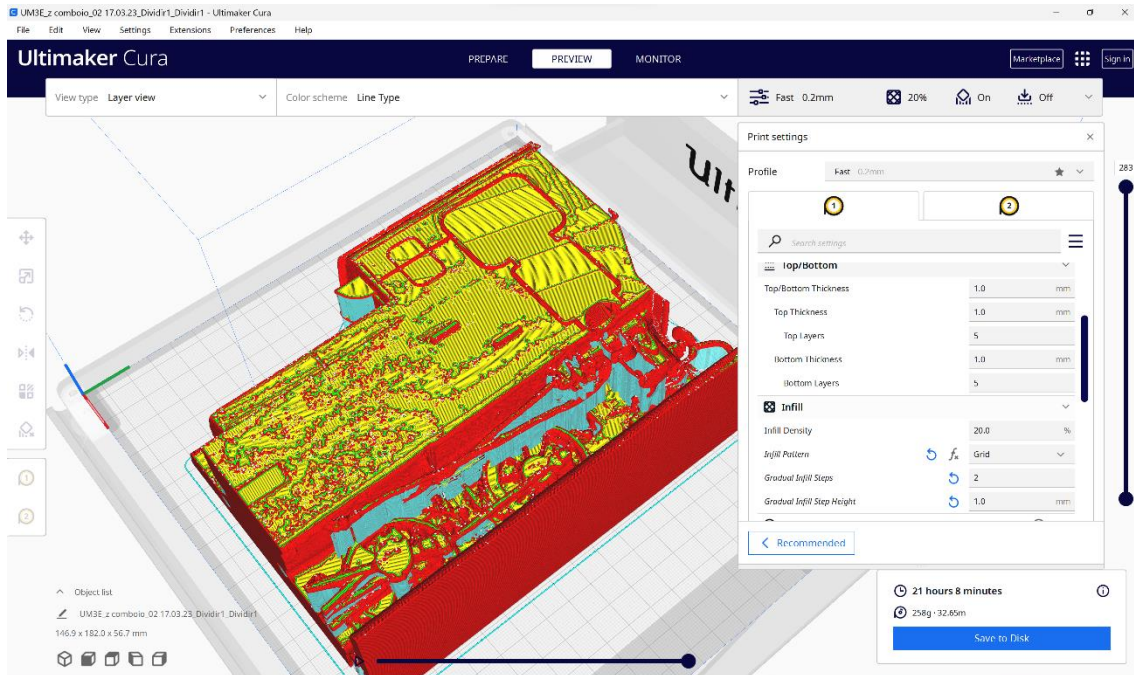 UM3E_z comboio_02 17.03.23_Dividir1_Dividir1 - Ultimaker Cura
File Edit View Settings Extensions Preferences Help
Ultimaker Cura PREPARE PREVIEW MONITOR Marketplace Sign in
View type Layer view Color scheme Line Type Fast 0.2mm 20% On Off
Print settings
Profile Fast 0.2mm
283
1 2
Search settings
Top/Bottom
Top/Bottom Thickness 1.0 mm
Top Thickness 1.0 mm
Top Layers 5
Bottom Thickness 1.0 mm
Bottom Layers 5
Infill
Infill Density 20.0 %
Infill Pattern fx Grid
Gradual Infill Steps 2
Gradual Infill Step Height 1.0 mm
Recommended
1
2
Ult
Object list
UM3E_z comboio_02 17.03.23_Dividir1_Dividir1
146.9 x 182.0 x 56.7 mm
21 hours 8 minutes
258g · 32.65m
Save to Disk